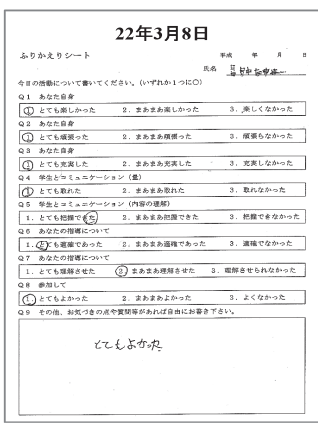 22年3月8日
ふりかえりシート
平成 年 月 日
氏名
今日の活動について書いてください。(いずれか1つに○)
Q1 あなた自身
1. とても楽しかった 2. まあまあ楽しかった 3. 楽しくなかった
Q2 あなた自身
1. とても頑張った 2. まあまあ頑張った 3. 頑張らなかった
Q3 あなた自身
1. とても充実した 2. まあまあ充実した 3. 充実しなかった
Q4 学生とコミュニケーション(量)
1. とても取れた 2. まあまあ取れた 3. 取れなかった
Q5 学生とコミュニケーション(内容の理解)
1. とても把握できた 2. まあまあ把握できた 3. 把握できなかった
Q6 あなたの指導について
1. とても適確であった 2. まあまあ適確であった 3. 適確でなかった
Q7 あなたの指導について
1. とても理解させた 2. まあまあ理解させた 3. 理解させられなかった
Q8 参加して
1. とてもよかった 2. まあまあよかった 3. よくなかった
Q9 その他、お気づきの点や質問等があれば自由にお書き下さい。
とてもよかった